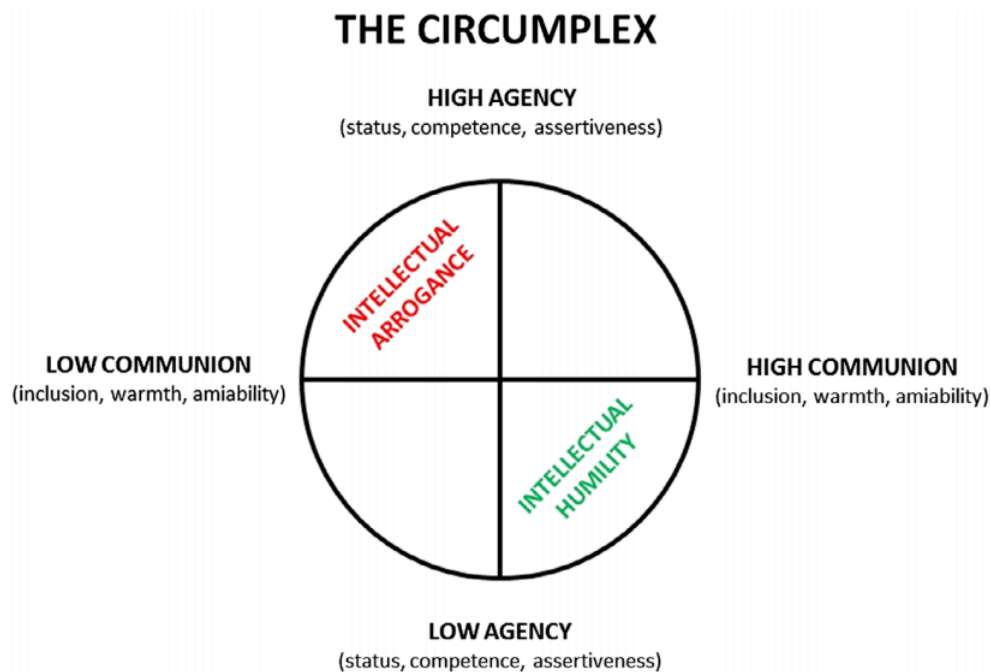 THE CIRCUMPLEX
HIGH AGENCY
(status, competence, assertiveness)
INTELLECTUAL
ARROGANCE
LOW COMMUNION
(inclusion, warmth, amiability)
HIGH COMMUNION
(inclusion, warmth, amiability)
INTELLECTUAL
HUMILITY
LOW AGENCY
(status, competence, assertiveness)